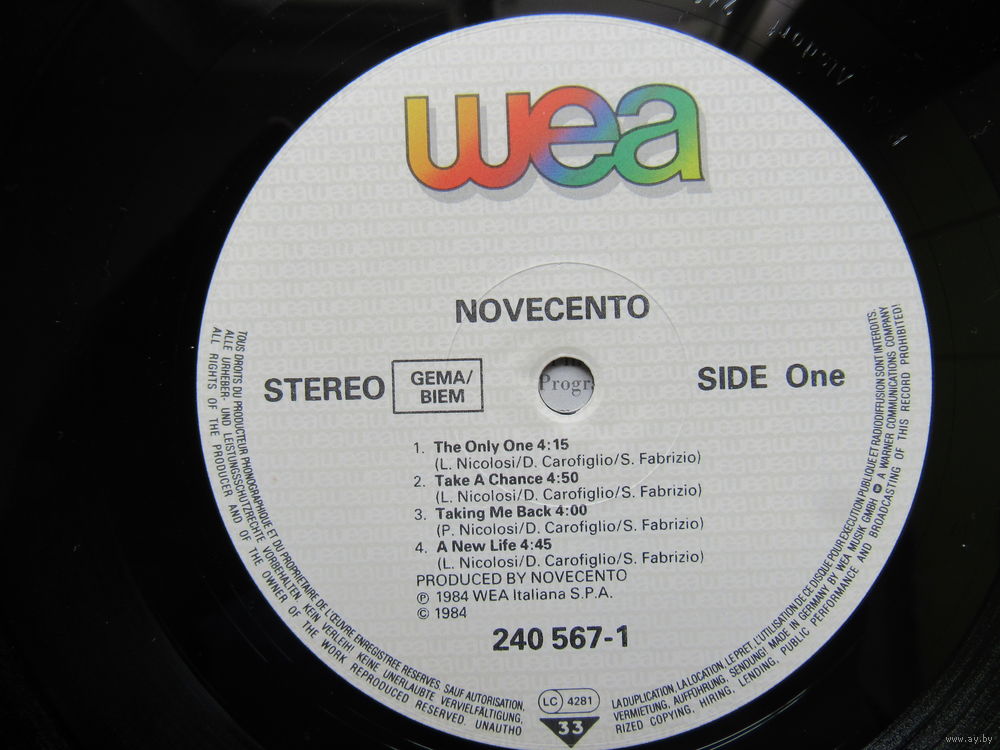 wea
NOVECENTO
STEREO
GEMA/
BIEM
Progr
SIDE One
1. The Only One 4:15
(L. Nicolosi/D. Carofiglio/S. Fabrizio)
2. Take A Chance 4:50
(L. Nicolosi/D. Carofiglio/S. Fabrizio)
3. Taking Me Back 4:00
(P. Nicolosi/D. Carofiglio/S. Fabrizio)
4. A New Life 4:45
(L. Nicolosi/D. Carofiglio/S. Fabrizio)
PRODUCED BY NOVECENTO
℗ 1984 WEA Italiana S.P.A.
© 1984
240 567-1
LC 4281
33
TOUS DROITS DU PRODUCTEUR PHONOGRAPHIQUE ET DU PROPRIETAIRE DE L'ŒUVRE ENREGISTREE RESERVES. SAUF AUTORISATION, LA DUPLICATION, LA LOCATION, LE PRET, L'UTILISATION DE CE DISQUE POUR EXECUTION PUBLIQUE ET RADIODIFFUSION SONT INTERDITS.
ALLE URHEBER- UND LEISTUNGSSCHUTZRECHTE VORBEHALTEN. KEIN VERLEIH! KEINE UNERLAUBTE VERVIELFÄLTIGUNG, VERMIETUNG, AUFFÜHRUNG, SENDUNG! MADE IN GERMANY BY WEA MUSIK GMBH A WARNER COMMUNICATIONS COMPANY
ALL RIGHTS OF THE PRODUCER AND OF THE OWNER OF THE WORK REPRODUCED RESERVED. UNAUTHORIZED COPYING, HIRING, LENDING, PUBLIC PERFORMANCE AND BROADCASTING OF THIS RECORD PROHIBITED!
www.ay.by